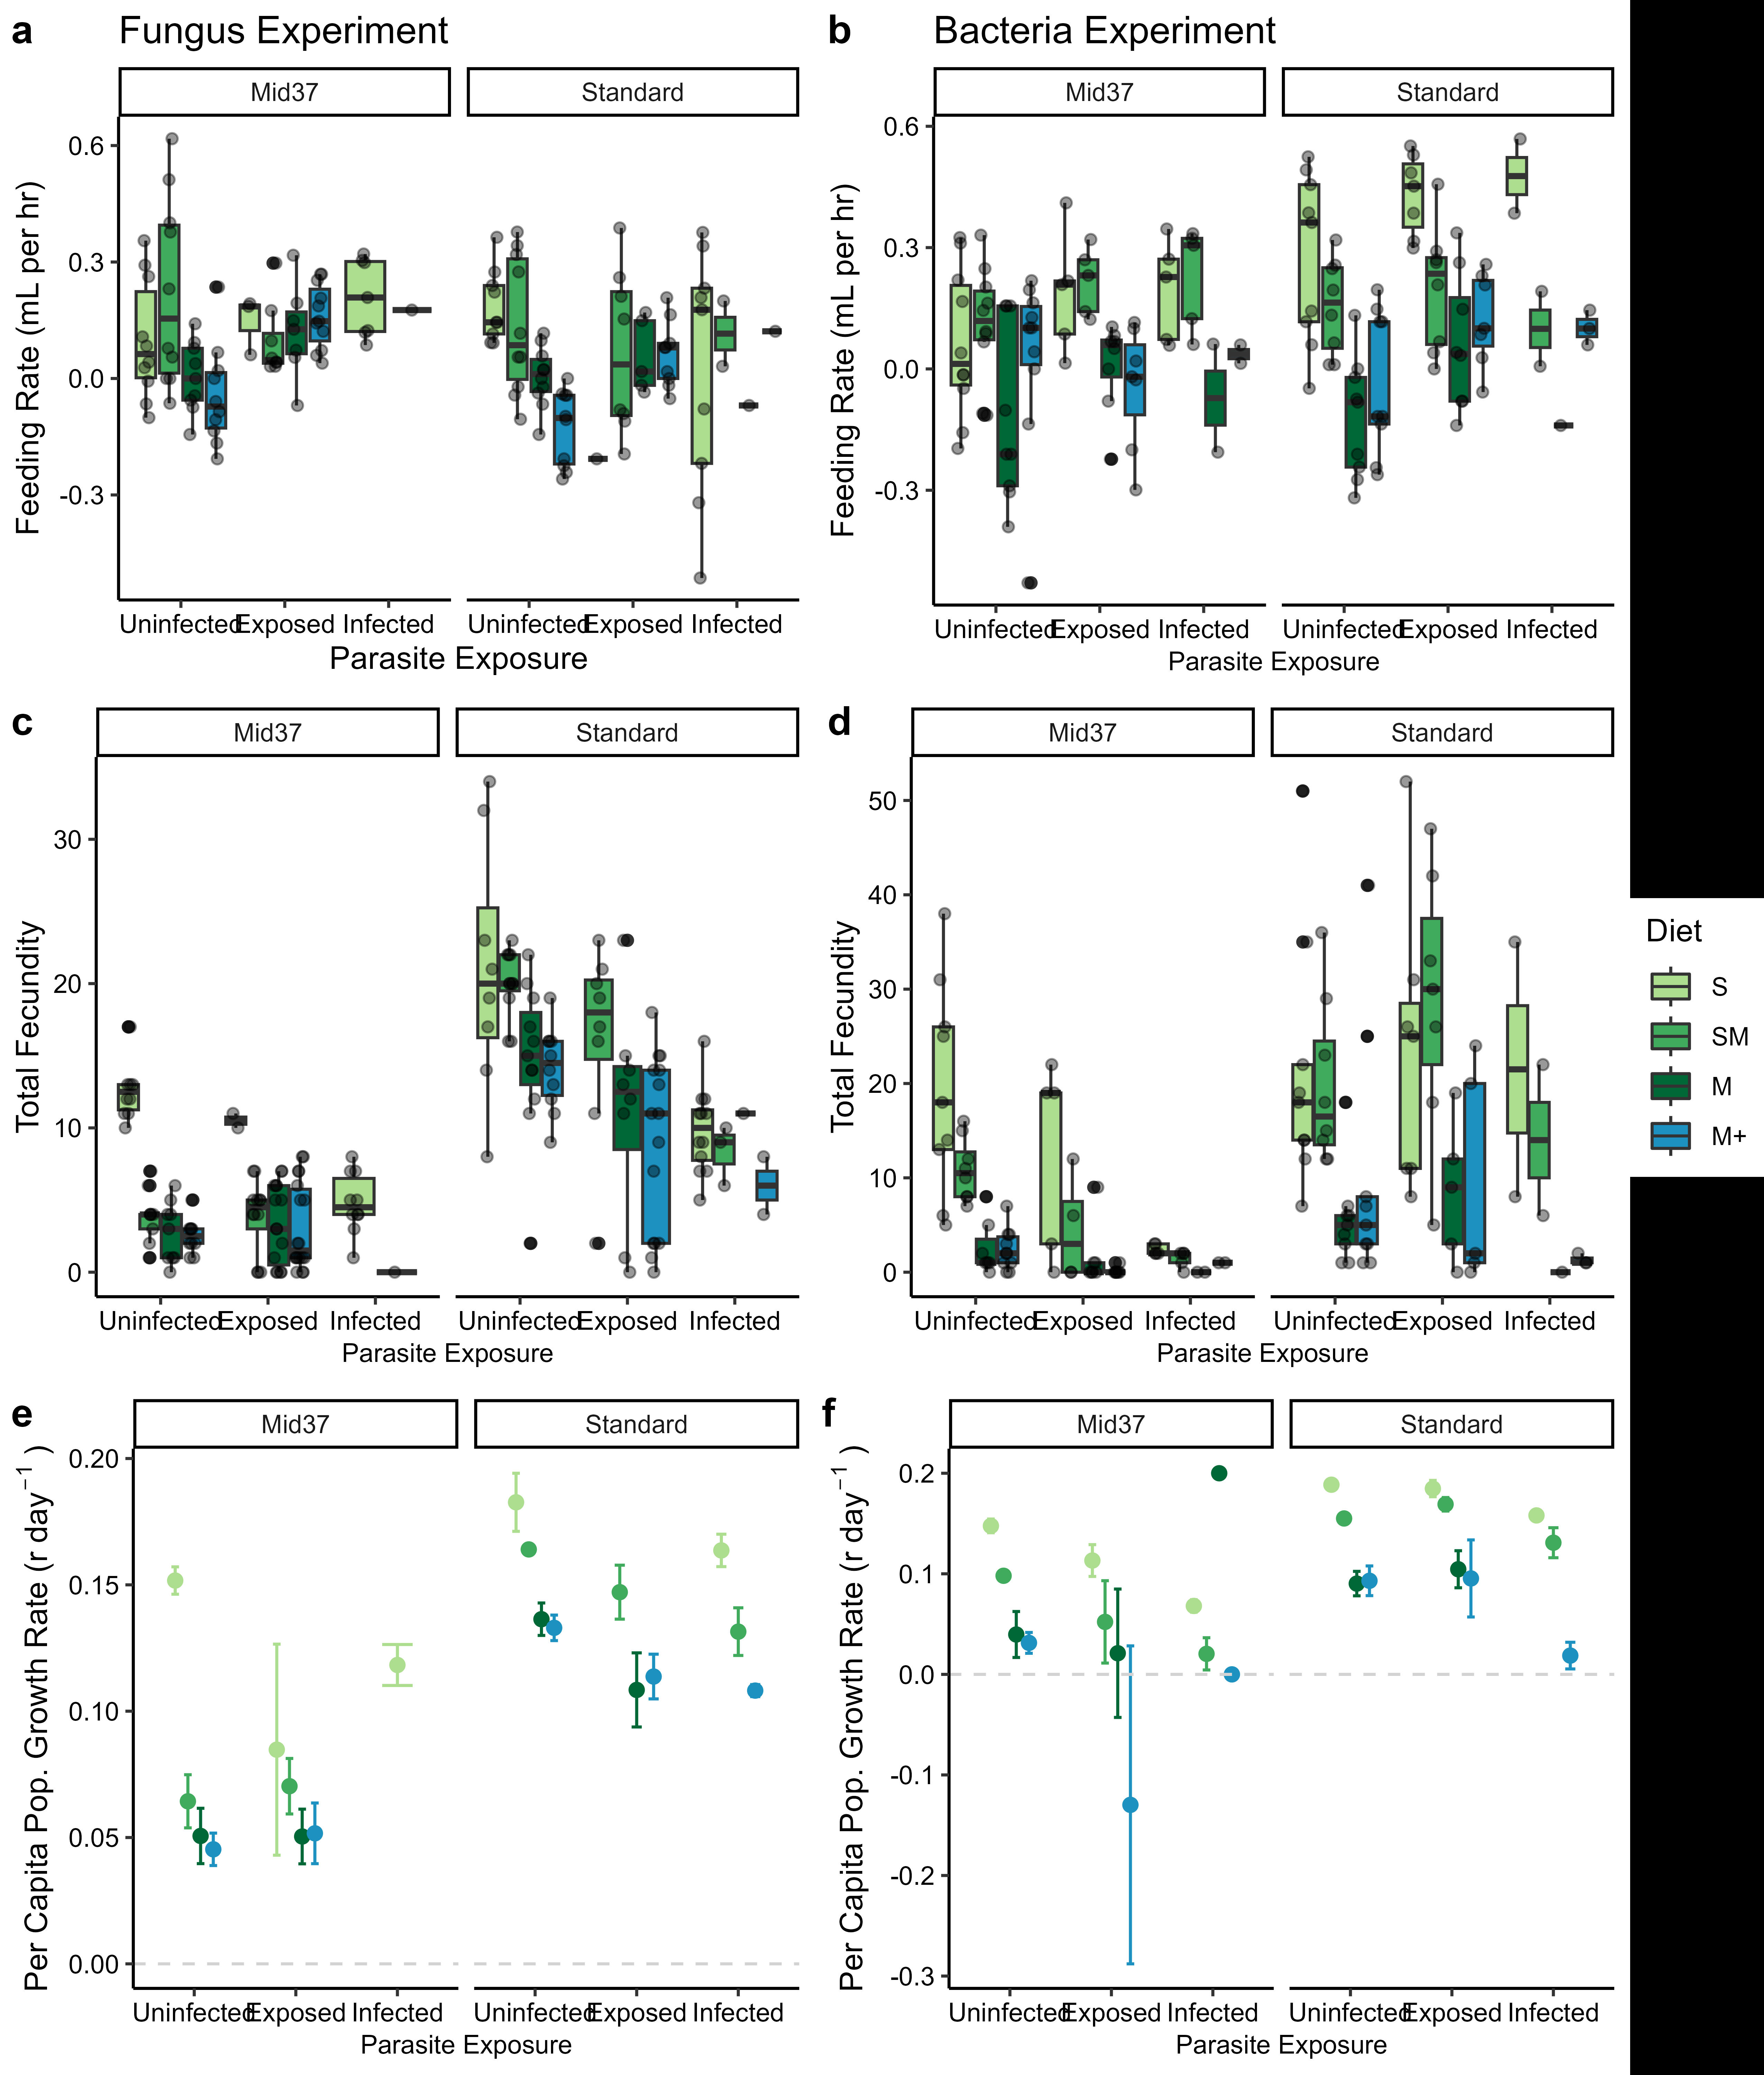 a Fungus Experiment
b Bacteria Experiment
Mid37 Standard
Mid37 Standard
Feeding Rate (mL per hr)
0.6
0.3
0.0
-0.3
Uninfected Exposed Infected
Uninfected Exposed Infected
Parasite Exposure
Feeding Rate (mL per hr)
0.6
0.3
0.0
-0.3
Uninfected Exposed Infected
Uninfected Exposed Infected
Parasite Exposure
c
Mid37 Standard
Total Fecundity
30
20
10
0
Uninfected Exposed Infected
Uninfected Exposed Infected
Parasite Exposure
d
Mid37 Standard
Total Fecundity
50
40
30
20
10
0
Uninfected Exposed Infected
Uninfected Exposed Infected
Parasite Exposure
Diet
S
SM
M
M+
e
Mid37 Standard
Per Capita Pop. Growth Rate (r day⁻¹ )
0.20
0.15
0.10
0.05
0.00
Uninfected Exposed Infected
Uninfected Exposed Infected
Parasite Exposure
f
Mid37 Standard
Per Capita Pop. Growth Rate (r day⁻¹ )
0.2
0.1
0.0
-0.1
-0.2
-0.3
Uninfected Exposed Infected
Uninfected Exposed Infected
Parasite Exposure